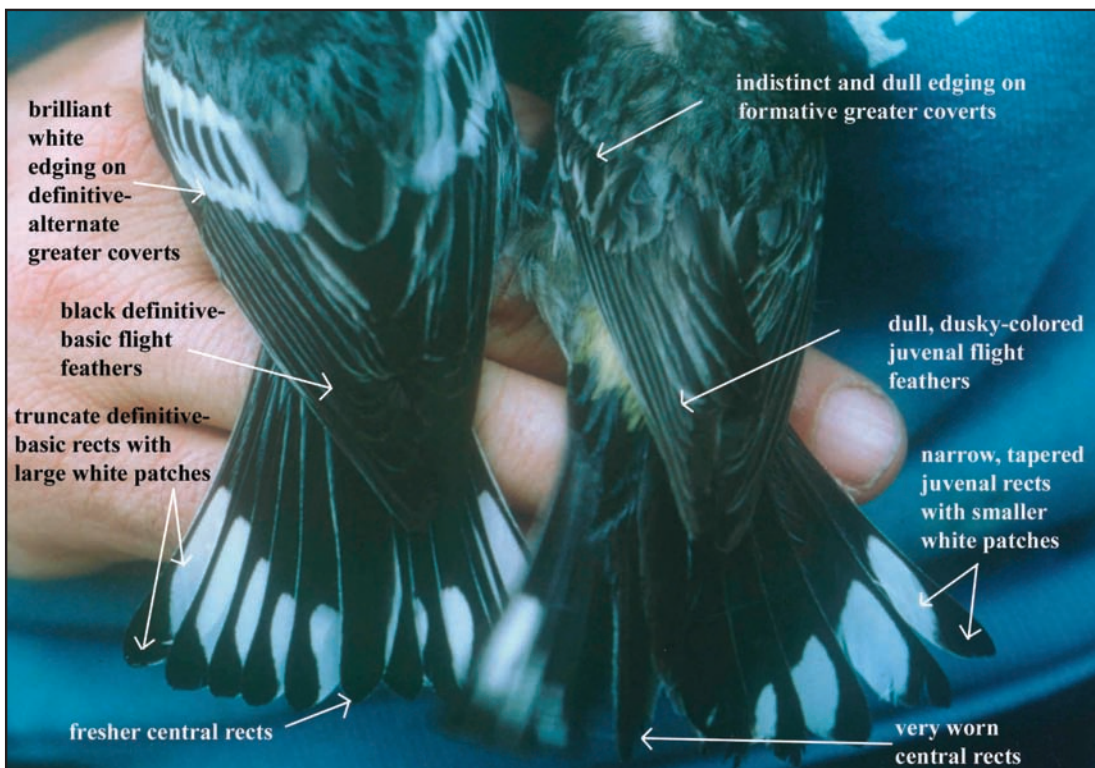 brilliant
white
edging on
definitive-
alternate
greater coverts
black definitive-
basic flight
feathers
truncate definitive-
basic rects with
large white patches
fresher central rects
indistinct and dull edging on
formative greater coverts
dull, dusky-colored
juvenal flight
feathers
narrow, tapered
juvenal rects
with smaller
white patches
very worn
central rects